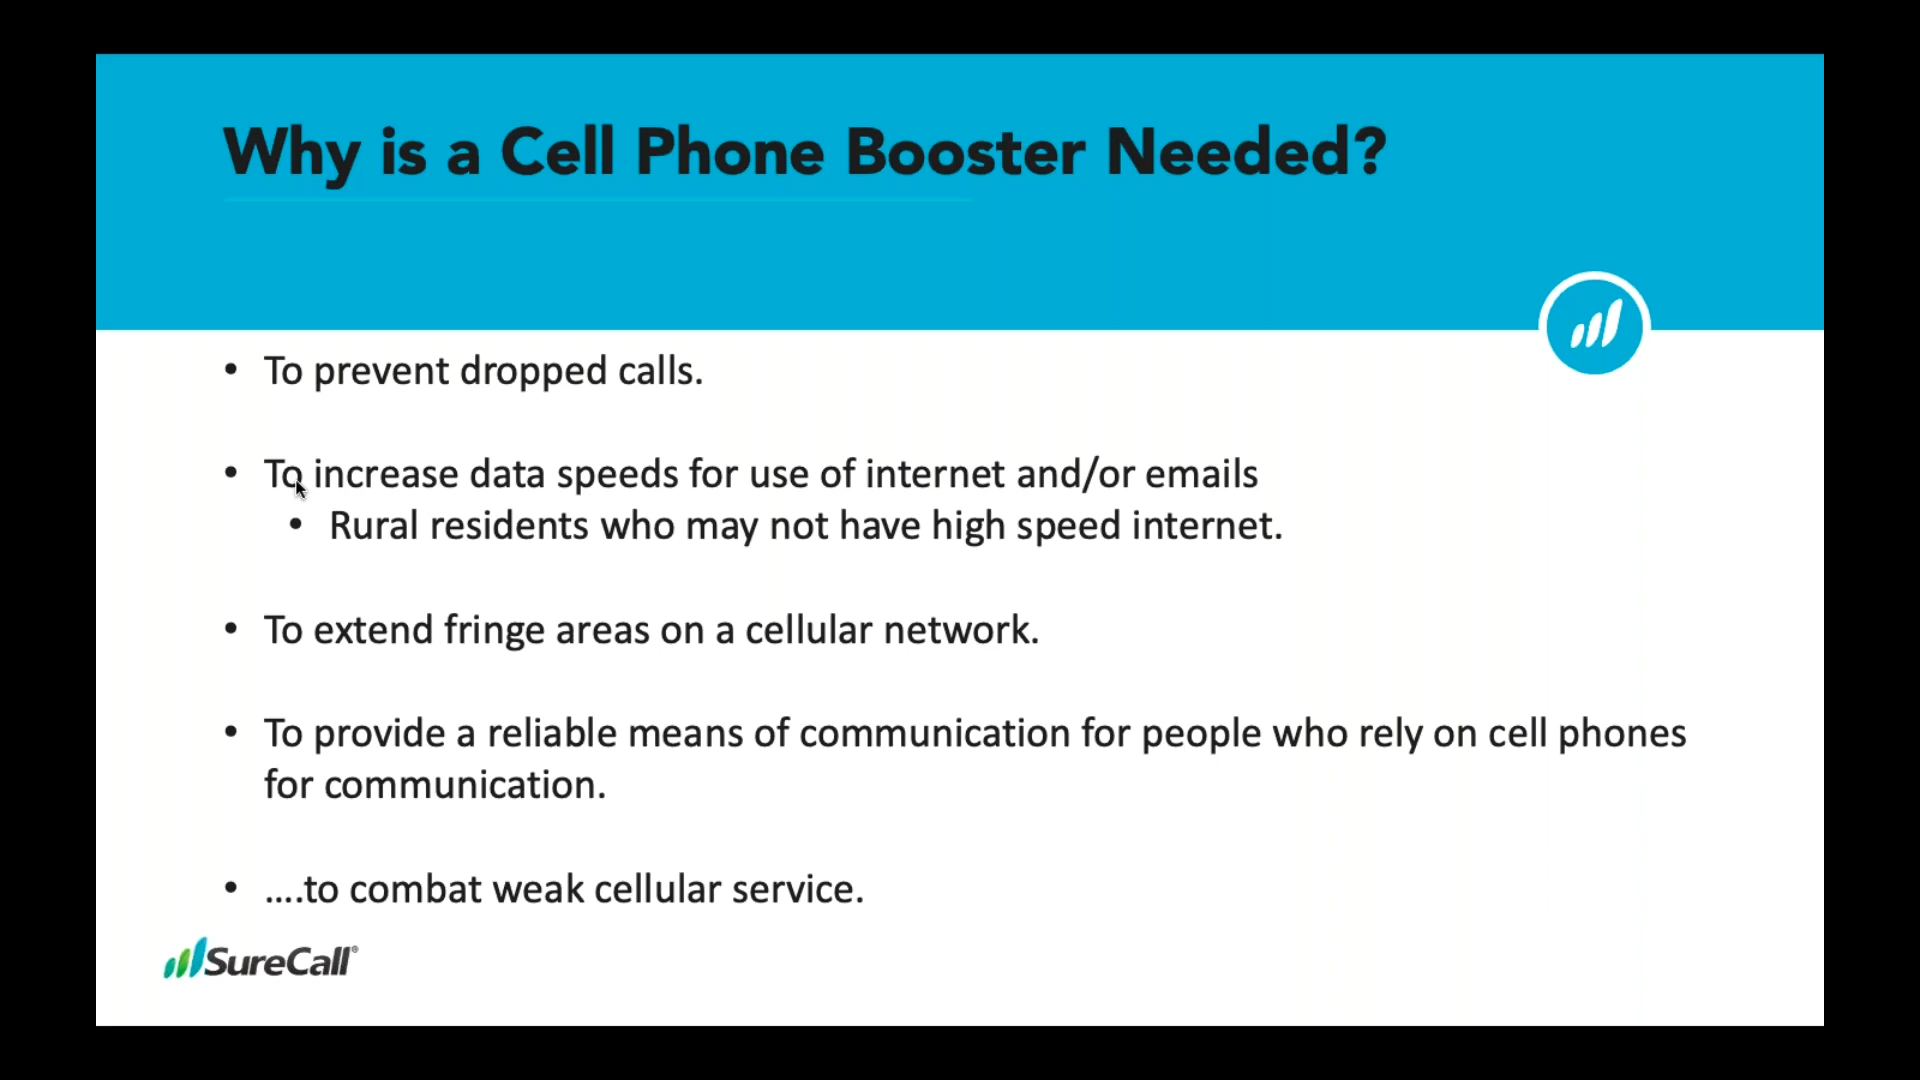 Why is a Cell Phone Booster Needed?
• To prevent dropped calls.
• To increase data speeds for use of internet and/or emails
• Rural residents who may not have high speed internet.
• To extend fringe areas on a cellular network.
• To provide a reliable means of communication for people who rely on cell phones
for communication.
• ....to combat weak cellular service.
SureCall®